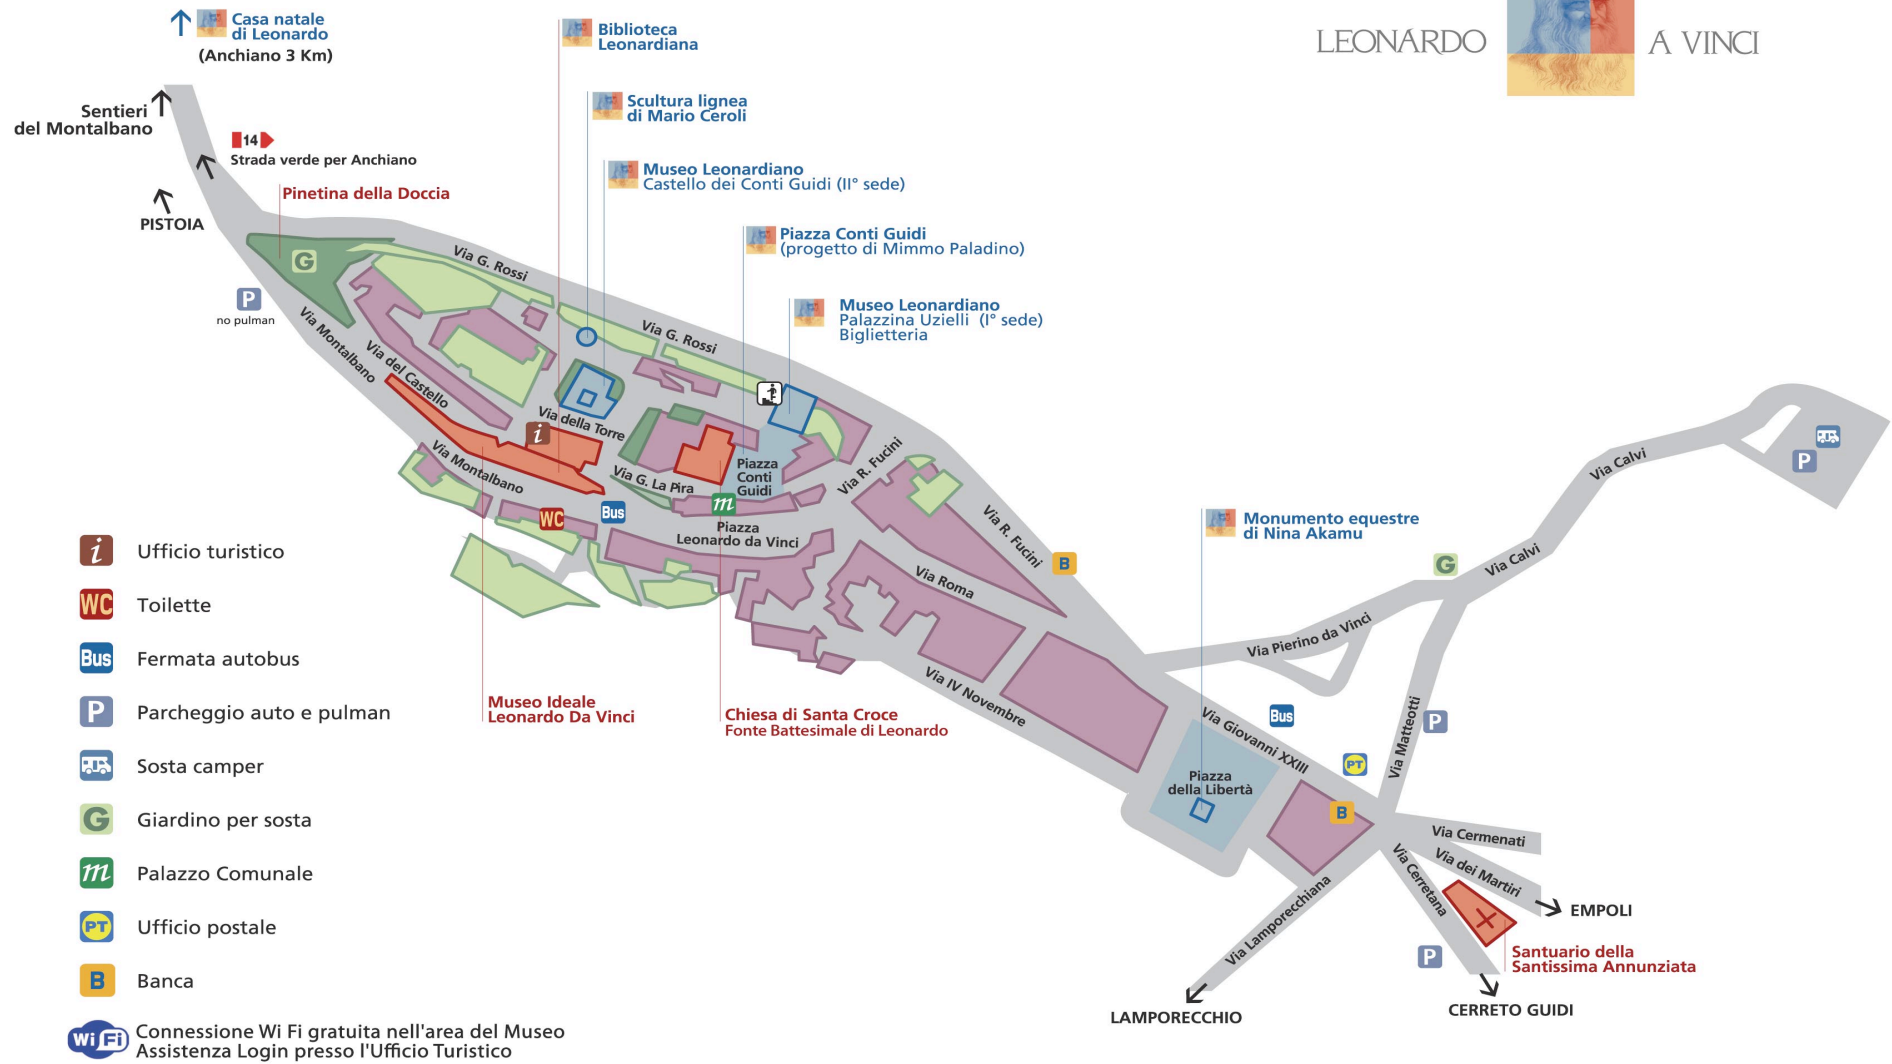 Casa natale
di Leonardo
(Anchiano 3 Km)
Biblioteca
Leonardiana
LEONARDO A VINCI
Sentieri
del Montalbano
Scultura lignea
di Mario Ceroli
14
Strada verde per Anchiano
Museo Leonardiano
Castello dei Conti Guidi (II° sede)
Pinetina della Doccia
PISTOIA
Piazza Conti Guidi
(progetto di Mimmo Paladino)
G
Via G. Rossi
P
no pulman
Museo Leonardiano
Palazzina Uzielli (I° sede)
Biglietteria
Via Montalbano
Via G. Rossi
Via del Castello
Via della Torre
i
Via Montalbano
Via G. La Pira
Piazza
Conti
Guidi
Via R. Fucini
m
WC
Bus
Piazza
Leonardo da Vinci
Via R. Fucini
B
Via Roma
Via Calvi
P
Monumento equestre
di Nina Akamu
G
Via Calvi
Via Pierino da Vinci
Via IV Novembre
Museo Ideale
Leonardo Da Vinci
Chiesa di Santa Croce
Fonte Battesimale di Leonardo
Via Giovanni XXIII
Bus
Via Matteotti
P
PT
Piazza
della Libertà
B
Via Cermenati
Via dei Martiri
Via Cerretana
EMPOLI
Via Lamporecchiana
P
Santuario della
Santissima Annunziata
LAMPORECCHIO
CERRETO GUIDI
i Ufficio turistico
WC Toilette
Bus Fermata autobus
P Parcheggio auto e pulman
Sosta camper
G Giardino per sosta
m Palazzo Comunale
PT Ufficio postale
B Banca
Wi Fi Connessione Wi Fi gratuita nell'area del Museo
Assistenza Login presso l'Ufficio Turistico